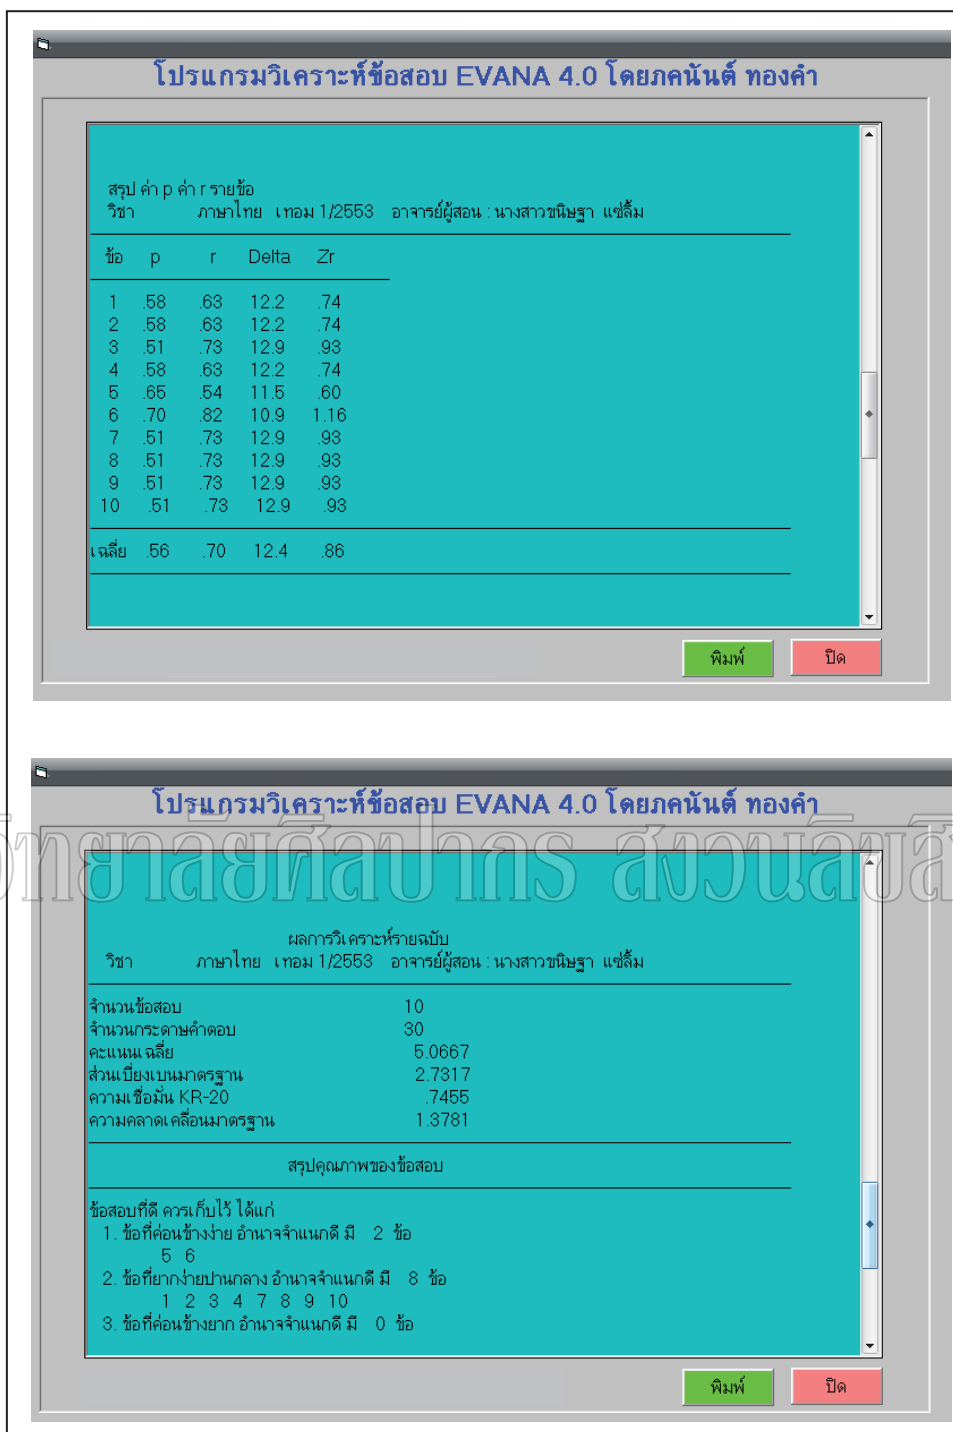 โปรแกรมวิเคราะห์ข้อสอบ EVANA 4.0 โดยภคนันต์ ทองคำ
สรุป ค่า p ค่า r รายข้อ
วิชา ภาษาไทย เทอม 1/2553 อาจารย์ผู้สอน : นางสาวขนิษฐา แซ่ลิ้ม
ข้อ p r Delta Zr
1 .58 .63 12.2 .74
2 .58 .63 12.2 .74
3 .51 .73 12.9 .93
4 .58 .63 12.2 .74
5 .65 .54 11.5 .60
6 .70 .82 10.9 1.16
7 .51 .73 12.9 .93
8 .51 .73 12.9 .93
9 .51 .73 12.9 .93
10 .51 .73 12.9 .93
เฉลี่ย .56 .70 12.4 .86
พิมพ์ ปิด
โปรแกรมวิเคราะห์ข้อสอบ EVANA 4.0 โดยภคนันต์ ทองคำ
วิทยาลัยศิลปากร สงวนลิขสิ
ผลการวิเคราะห์รายฉบับ
วิชา ภาษาไทย เทอม 1/2553 อาจารย์ผู้สอน : นางสาวขนิษฐา แซ่ลิ้ม
จำนวนข้อสอบ 10
จำนวนกระดาษคำตอบ 30
คะแนนเฉลี่ย 5.0667
ส่วนเบี่ยงเบนมาตรฐาน 2.7317
ความเชื่อมั่น KR-20 .7455
ความคลาดเคลื่อนมาตรฐาน 1.3781
สรุปคุณภาพของข้อสอบ
ข้อสอบที่ดี ควรเก็บไว้ ได้แก่
1. ข้อที่ค่อนข้างง่าย อำนาจจำแนกดี มี 2 ข้อ
5 6
2. ข้อที่ยากง่ายปานกลาง อำนาจจำแนกดี มี 8 ข้อ
1 2 3 4 7 8 9 10
3. ข้อที่ค่อนข้างยาก อำนาจจำแนกดี มี 0 ข้อ
พิมพ์ ปิด